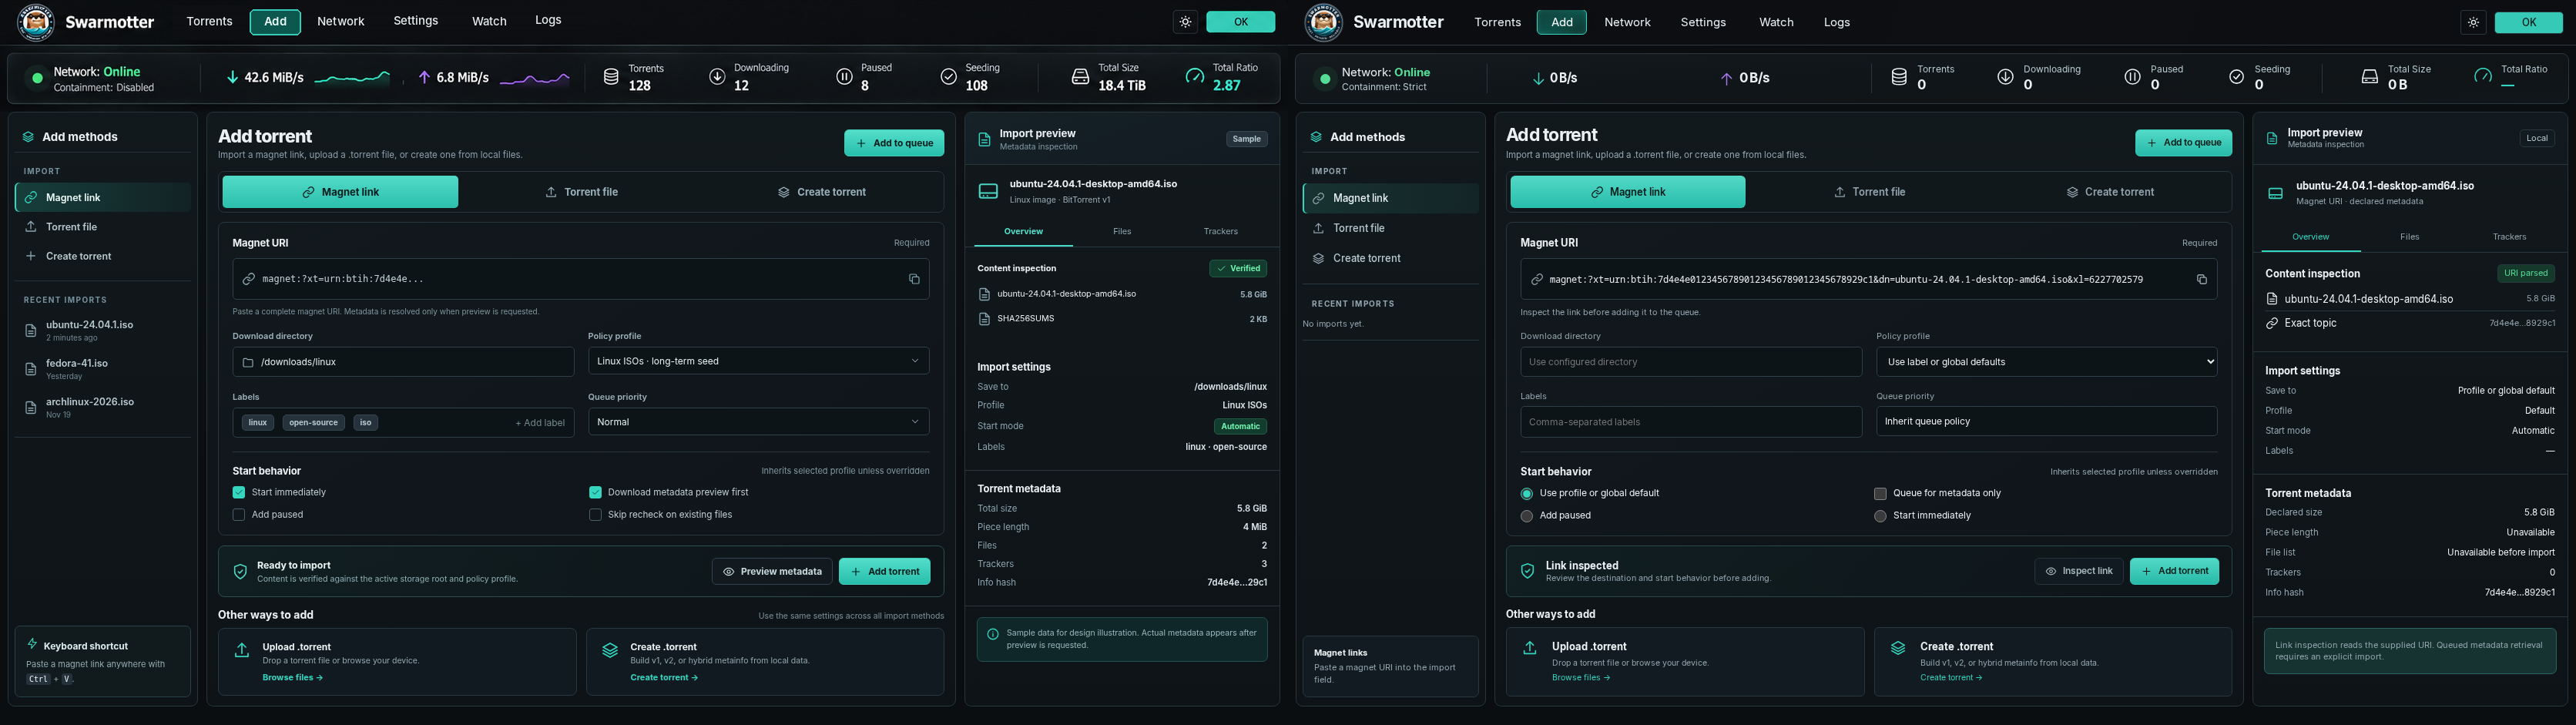 Swarmotter
Torrents Add Network Settings Watch Logs
OK
Network: Online
Containment: Disabled
42.6 MiB/s
6.8 MiB/s
Torrents
128
Downloading
12
Paused
8
Seeding
108
Total Size
18.4 TiB
Total Ratio
2.87
Add methods
IMPORT
Magnet link
Torrent file
Create torrent
RECENT IMPORTS
ubuntu-24.04.1.iso
2 minutes ago
fedora-41.iso
Yesterday
archlinux-2026.iso
Nov 19
Keyboard shortcut
Paste a magnet link anywhere with
Ctrl + V.
Add torrent
Import a magnet link, upload a .torrent file, or create one from local files.
Add to queue
Magnet link
Torrent file
Create torrent
Magnet URI
Required
magnet:?xt=urn:btih:7d4e4e...
Paste a complete magnet URI. Metadata is resolved only when preview is requested.
Download directory
Policy profile
/downloads/linux
Linux ISOs · long-term seed
Labels
Queue priority
linux open-source iso + Add label
Normal
Start behavior
Inherits selected profile unless overridden
Start immediately
Download metadata preview first
Add paused
Skip recheck on existing files
Ready to import
Content is verified against the active storage root and policy profile.
Preview metadata
Add torrent
Other ways to add
Use the same settings across all import methods
Upload .torrent
Drop a torrent file or browse your device.
Browse files →
Create .torrent
Build v1, v2, or hybrid metainfo from local data.
Create torrent →
Import preview
Metadata inspection
Sample
ubuntu-24.04.1-desktop-amd64.iso
Linux image · BitTorrent v1
Overview Files Trackers
Content inspection
Verified
ubuntu-24.04.1-desktop-amd64.iso 5.8 GiB
SHA256SUMS 2 KB
Import settings
Save to /downloads/linux
Profile Linux ISOs
Start mode Automatic
Labels linux · open-source
Torrent metadata
Total size 5.8 GiB
Piece length 4 MiB
Files 2
Trackers 3
Info hash 7d4e4e...29c1
Sample data for design illustration. Actual metadata appears after
preview is requested.
Swarmotter
Torrents Add Network Settings Watch Logs
OK
Network: Online
Containment: Strict
0 B/s
0 B/s
Torrents
0
Downloading
0
Paused
0
Seeding
0
Total Size
0 B
Total Ratio
—
Add methods
IMPORT
Magnet link
Torrent file
Create torrent
RECENT IMPORTS
No imports yet.
Magnet links
Paste a magnet URI into the import
field.
Add torrent
Import a magnet link, upload a .torrent file, or create one from local files.
Add to queue
Magnet link
Torrent file
Create torrent
Magnet URI
Required
magnet:?xt=urn:btih:7d4e4e01234567890123456789012345678929c1&dn=ubuntu-24.04.1-desktop-amd64.iso&xl=6227702579
Inspect the link before adding it to the queue.
Download directory
Policy profile
Use configured directory
Use label or global defaults
Labels
Queue priority
Comma-separated labels
Inherit queue policy
Start behavior
Inherits selected profile unless overridden
Use profile or global default
Queue for metadata only
Add paused
Start immediately
Link inspected
Review the destination and start behavior before adding.
Inspect link
Add torrent
Other ways to add
Upload .torrent
Drop a torrent file or browse your device.
Browse files →
Create .torrent
Build v1, v2, or hybrid metainfo from local data.
Create torrent →
Import preview
Metadata inspection
Local
ubuntu-24.04.1-desktop-amd64.iso
Magnet URI · declared metadata
Overview Files Trackers
Content inspection
URI parsed
ubuntu-24.04.1-desktop-amd64.iso 5.8 GiB
Exact topic 7d4e4e...8929c1
Import settings
Save to Profile or global default
Profile Default
Start mode Automatic
Labels —
Torrent metadata
Declared size 5.8 GiB
Piece length Unavailable
File list Unavailable before import
Trackers 0
Info hash 7d4e4e...8929c1
Link inspection reads the supplied URI. Queued metadata retrieval
requires an explicit import.